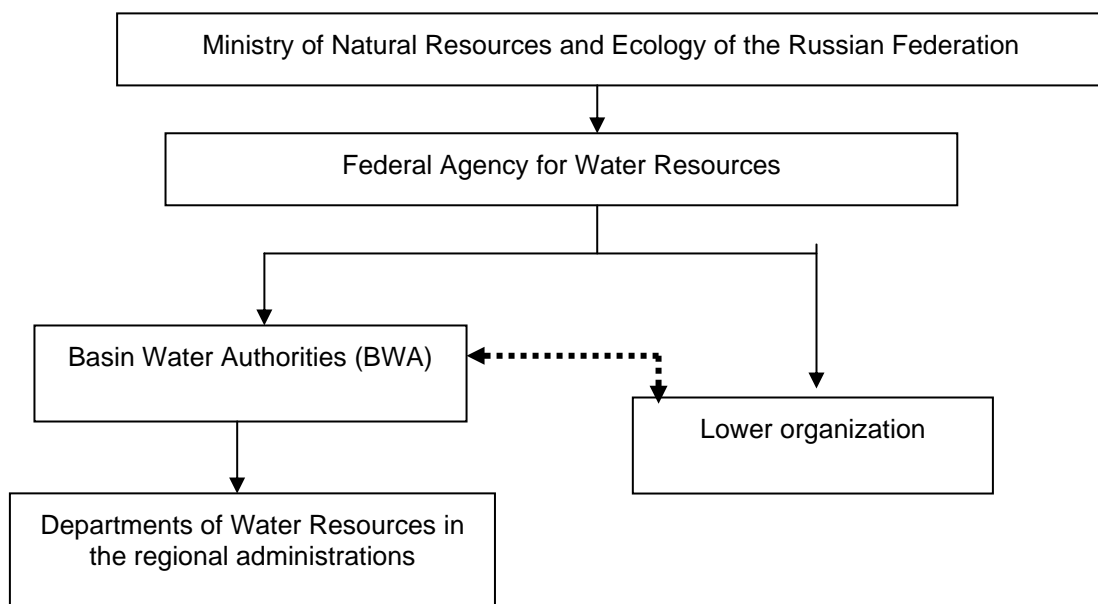 Ministry of Natural Resources and Ecology of the Russian Federation
Federal Agency for Water Resources
Basin Water Authorities (BWA)
Lower organization
Departments of Water Resources in
the regional administrations